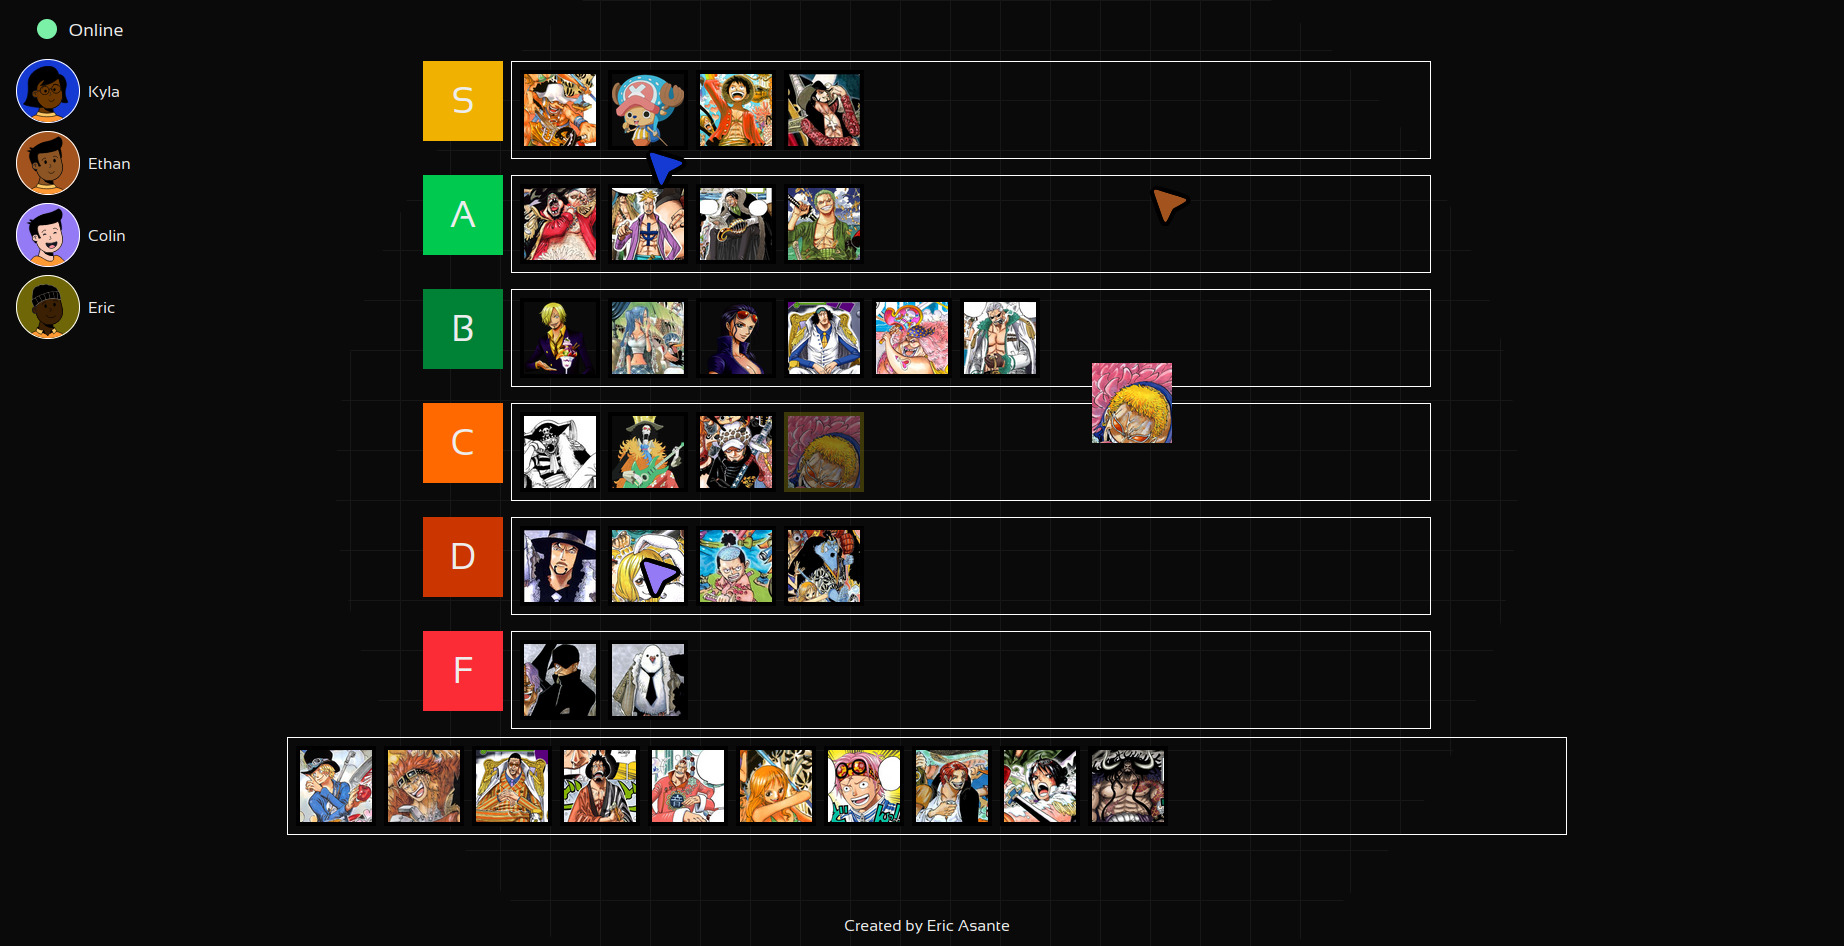 Online
Kyla
Ethan
Colin
Eric
S
A
B
C
D
F
Created by Eric Asante